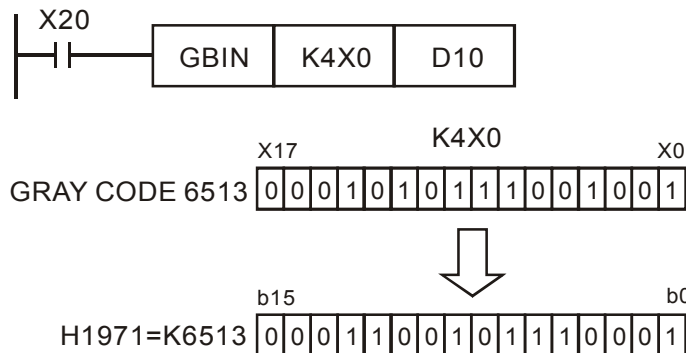 X20
GBIN K4X0 D10
K4X0
X17 X0
GRAY CODE 6513 0 0 0 1 0 1 0 1 1 1 0 0 1 0 0 1
b15 b0
H1971=K6513 0 0 0 1 1 0 0 1 0 1 1 1 0 0 0 1